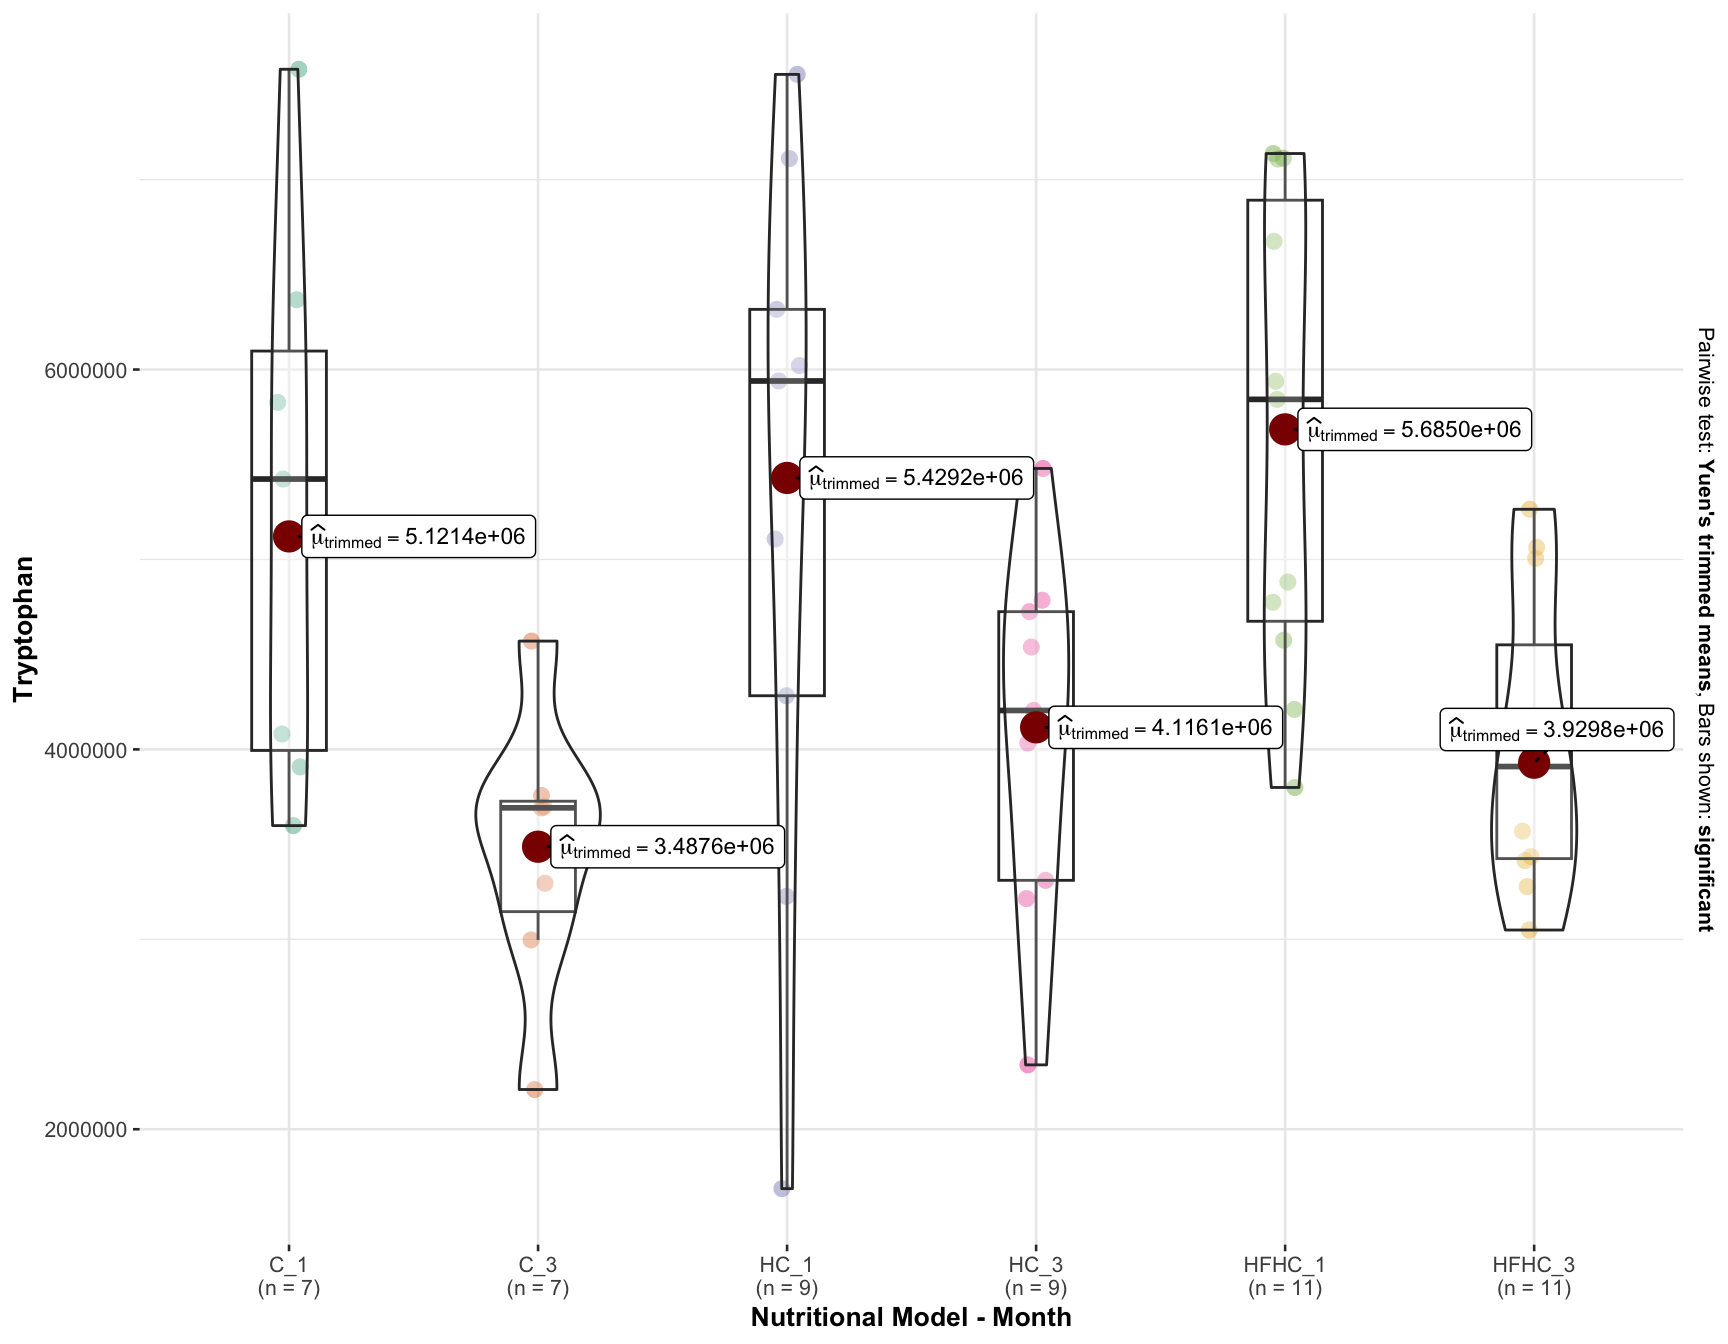 Tryptophan
6000000
4000000
2000000
μ̂trimmed = 5.1214e+06
μ̂trimmed = 3.4876e+06
μ̂trimmed = 5.4292e+06
μ̂trimmed = 4.1161e+06
μ̂trimmed = 5.6850e+06
μ̂trimmed = 3.9298e+06
C_1
(n = 7)
C_3
(n = 7)
HC_1
(n = 9)
HC_3
(n = 9)
HFHC_1
(n = 11)
HFHC_3
(n = 11)
Nutritional Model - Month
Pairwise test: Yuen's trimmed means, Bars shown: significant